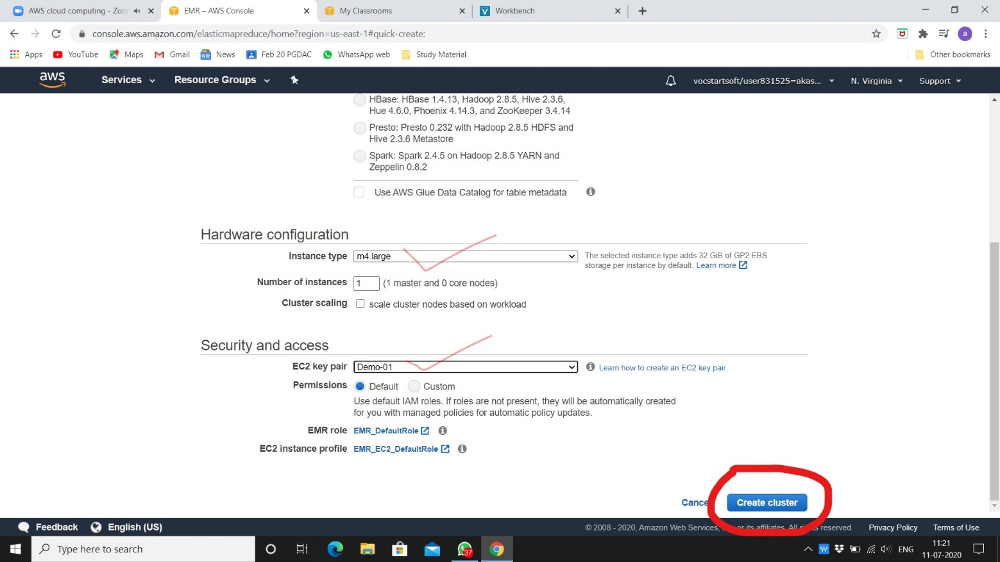 AWS cloud computing - Zoo
EMR – AWS Console
My Classrooms
Workbench
console.aws.amazon.com/elasticmapreduce/home?region=us-east-1#quick-create:
a
Apps
YouTube
Maps
Gmail
News
Feb 20 PGDAC
WhatsApp web
Study Material
Other bookmarks
aws
Services
Resource Groups
vocstartsoft/user831525=akas...
N. Virginia
Support
HBase: HBase 1.4.13, Hadoop 2.8.5, Hive 2.3.6,
Hue 4.6.0, Phoenix 4.14.3, and ZooKeeper 3.4.14
Presto: Presto 0.232 with Hadoop 2.8.5 HDFS and
Hive 2.3.6 Metastore
Spark: Spark 2.4.5 on Hadoop 2.8.5 YARN and
Zeppelin 0.8.2
Use AWS Glue Data Catalog for table metadata
Hardware configuration
Instance type
m4.large
The selected instance type adds 32 GiB of GP2 EBS
storage per instance by default. Learn more
Number of instances
1
(1 master and 0 core nodes)
Cluster scaling
scale cluster nodes based on workload
Security and access
EC2 key pair
Demo-01
Learn how to create an EC2 key pair.
Permissions
Default
Custom
Use default IAM roles. If roles are not present, they will be automatically created
for you with managed policies for automatic policy updates.
EMR role
EMR_DefaultRole
EC2 instance profile
EMR_EC2_DefaultRole
Cance
Create cluster
Feedback
English (US)
© 2008 - 2020, Amazon Web Services, or its affiliates. All reserved.
Privacy Policy
Terms of Use
Type here to search
37
ENG
11:21
11-07-2020